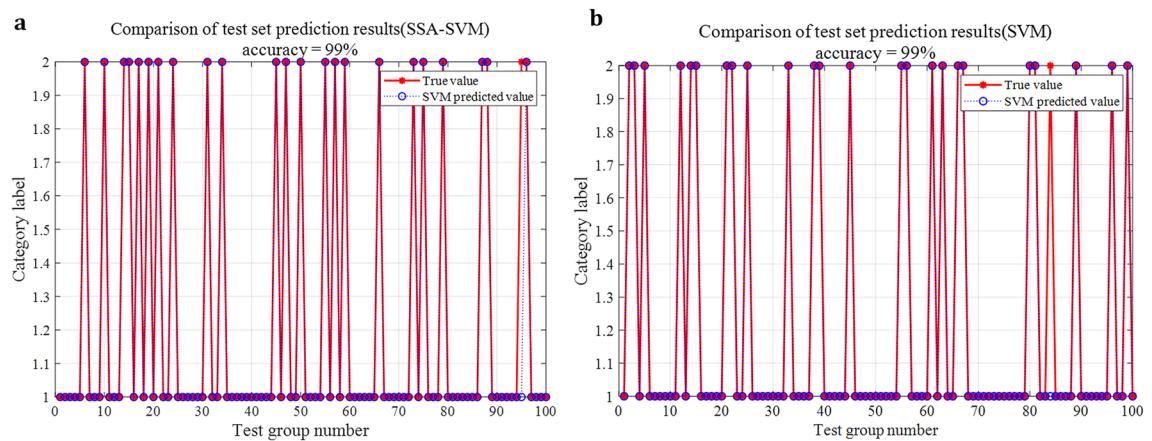 a
Comparison of test set prediction results(SSA-SVM)
accuracy = 99%
2
1.9
1.8
1.7
1.6
1.5
1.4
1.3
1.2
1.1
1
Category label
True value
SVM predicted value
0 10 20 30 40 50 60 70 80 90 100
Test group number
b
Comparison of test set prediction results(SVM)
accuracy = 99%
2
1.9
1.8
1.7
1.6
1.5
1.4
1.3
1.2
1.1
1
Category label
True value
SVM predicted value
0 10 20 30 40 50 60 70 80 90 100
Test group number